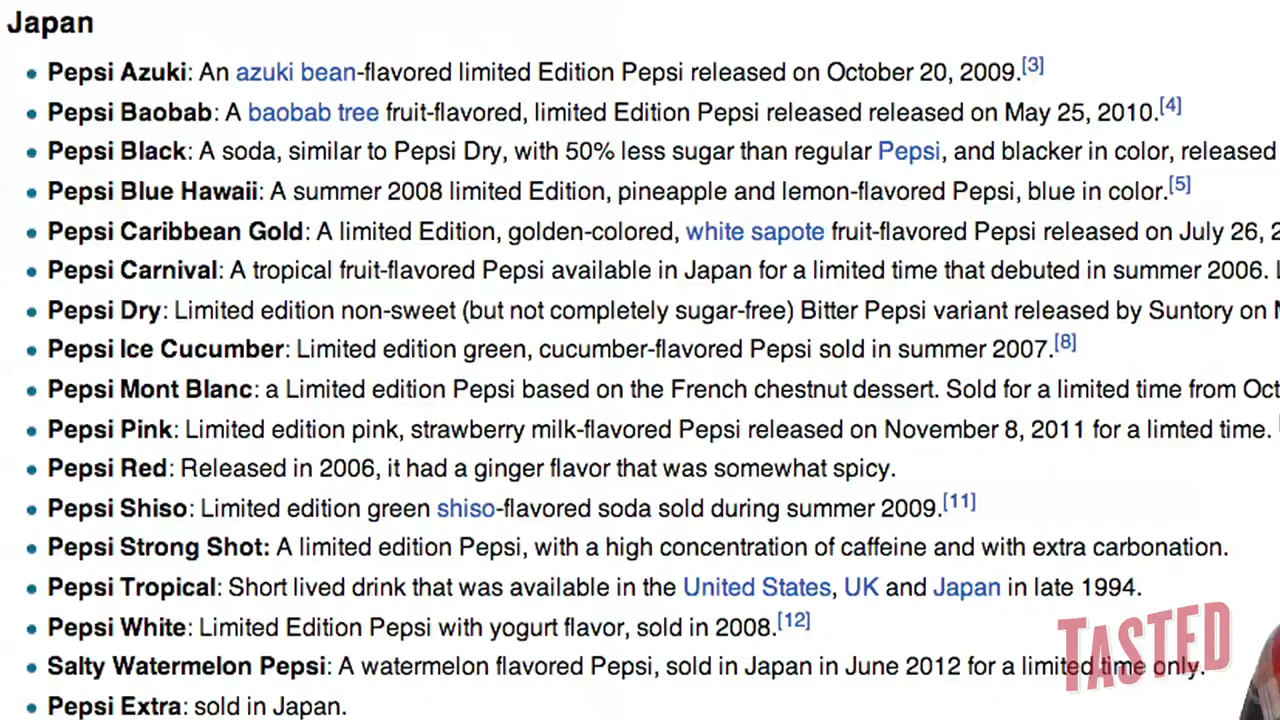 Japan
• Pepsi Azuki: An azuki bean-flavored limited Edition Pepsi released on October 20, 2009.[3]
• Pepsi Baobab: A baobab tree fruit-flavored, limited Edition Pepsi released released on May 25, 2010.[4]
• Pepsi Black: A soda, similar to Pepsi Dry, with 50% less sugar than regular Pepsi, and blacker in color, released
• Pepsi Blue Hawaii: A summer 2008 limited Edition, pineapple and lemon-flavored Pepsi, blue in color.[5]
• Pepsi Caribbean Gold: A limited Edition, golden-colored, white sapote fruit-flavored Pepsi released on July 26,
• Pepsi Carnival: A tropical fruit-flavored Pepsi available in Japan for a limited time that debuted in summer 2006.
• Pepsi Dry: Limited edition non-sweet (but not completely sugar-free) Bitter Pepsi variant released by Suntory on
• Pepsi Ice Cucumber: Limited edition green, cucumber-flavored Pepsi sold in summer 2007.[8]
• Pepsi Mont Blanc: a Limited edition Pepsi based on the French chestnut dessert. Sold for a limited time from Oct
• Pepsi Pink: Limited edition pink, strawberry milk-flavored Pepsi released on November 8, 2011 for a limted time.
• Pepsi Red: Released in 2006, it had a ginger flavor that was somewhat spicy.
• Pepsi Shiso: Limited edition green shiso-flavored soda sold during summer 2009.[11]
• Pepsi Strong Shot: A limited edition Pepsi, with a high concentration of caffeine and with extra carbonation.
• Pepsi Tropical: Short lived drink that was available in the United States, UK and Japan in late 1994.
• Pepsi White: Limited Edition Pepsi with yogurt flavor, sold in 2008.[12]
• Salty Watermelon Pepsi: A watermelon flavored Pepsi, sold in Japan in June 2012 for a limited time only.
• Pepsi Extra: sold in Japan.
TASTED